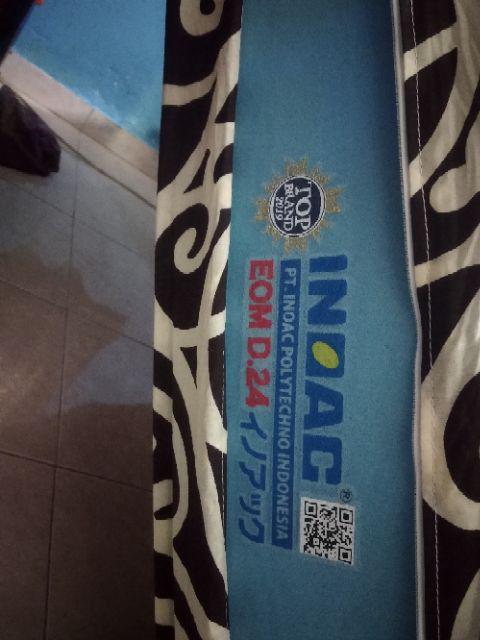 TOP
BRAND
2019
INOAC®
PT. INOAC POLYTECHNO INDONESIA
EOM D.24 イノアック